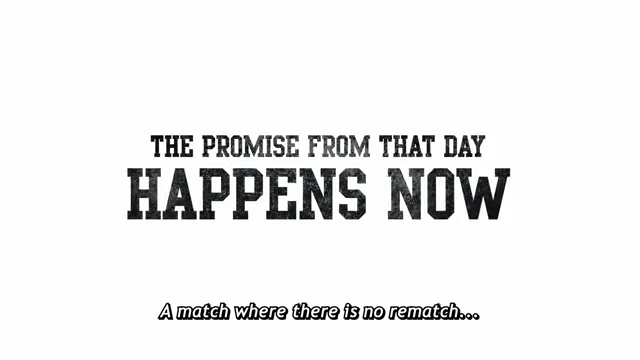 THE PROMISE FROM THAT DAY
HAPPENS NOW
A match where there is no rematch...